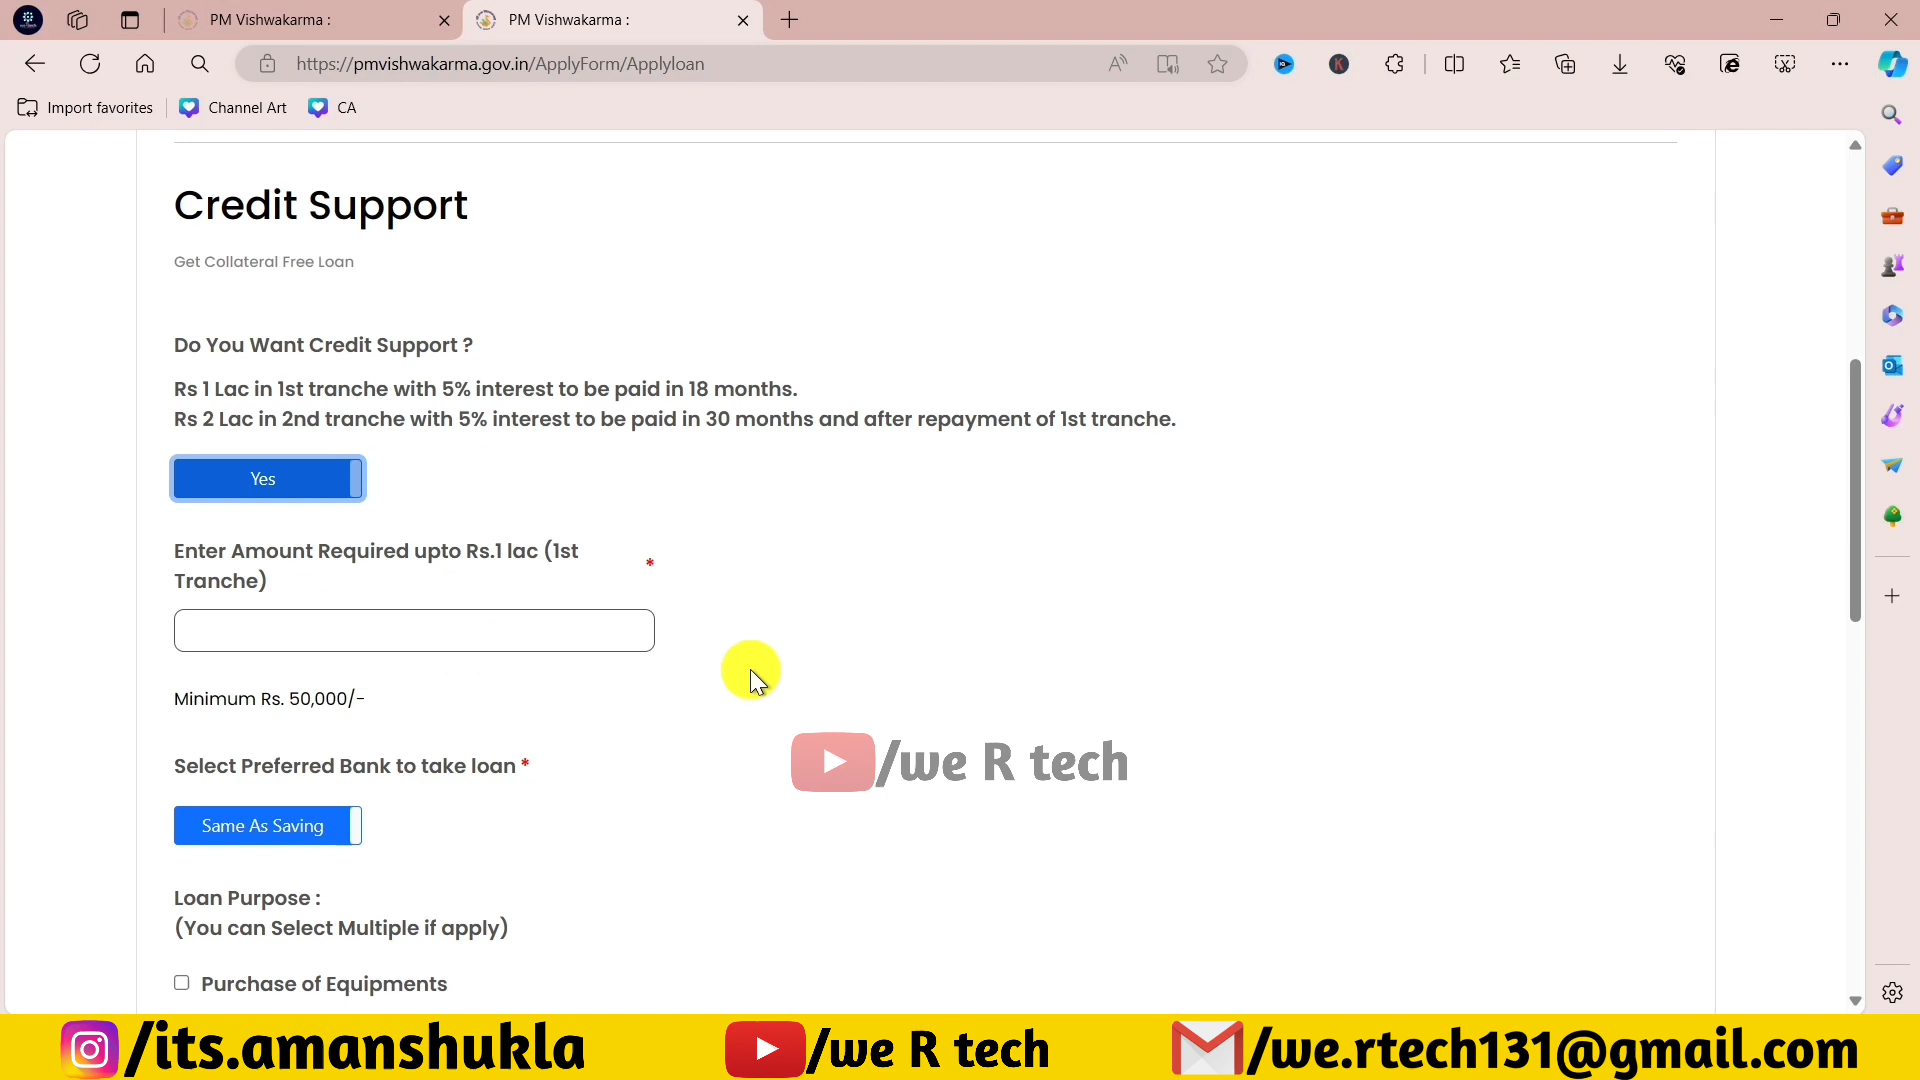 PM Vishwakarma :
PM Vishwakarma :
https://pmvishwakarma.gov.in/ApplyForm/Applyloan
Import favorites
Channel Art
CA
Credit Support
Get Collateral Free Loan
Do You Want Credit Support ?
Rs 1 Lac in 1st tranche with 5% interest to be paid in 18 months.
Rs 2 Lac in 2nd tranche with 5% interest to be paid in 30 months and after repayment of 1st tranche.
Yes
Enter Amount Required upto Rs.1 lac (1st
Tranche) *
Minimum Rs. 50,000/-
/we R tech
Select Preferred Bank to take loan *
Same As Saving
Loan Purpose :
(You can Select Multiple if apply)
Purchase of Equipments
/its.amanshukla
/we R tech
/we.rtech131@gmail.com